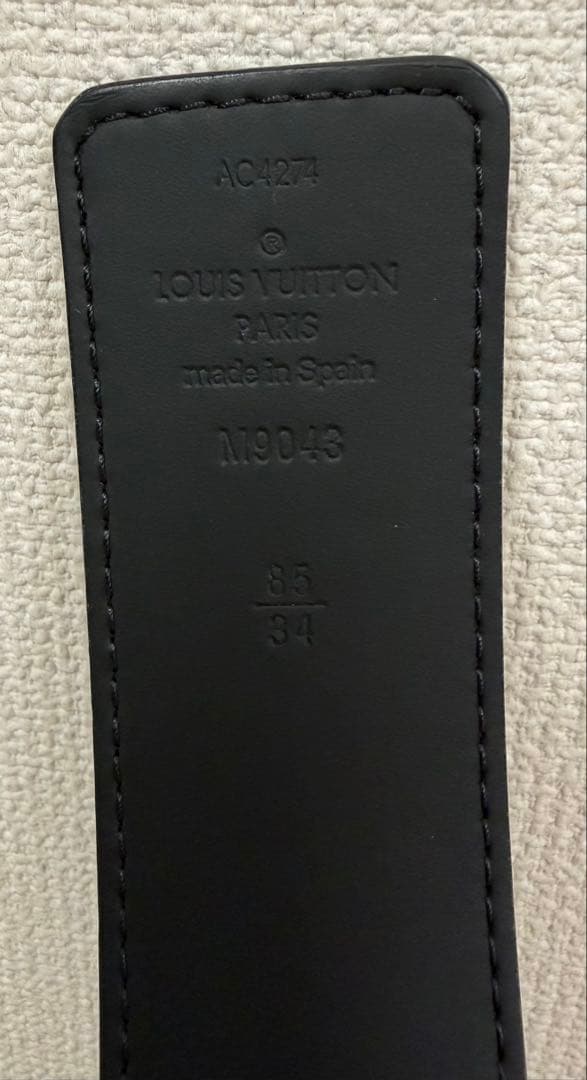 AC4274
®
LOUIS VUITTON
PARIS
made in Spain
M9043
85
34